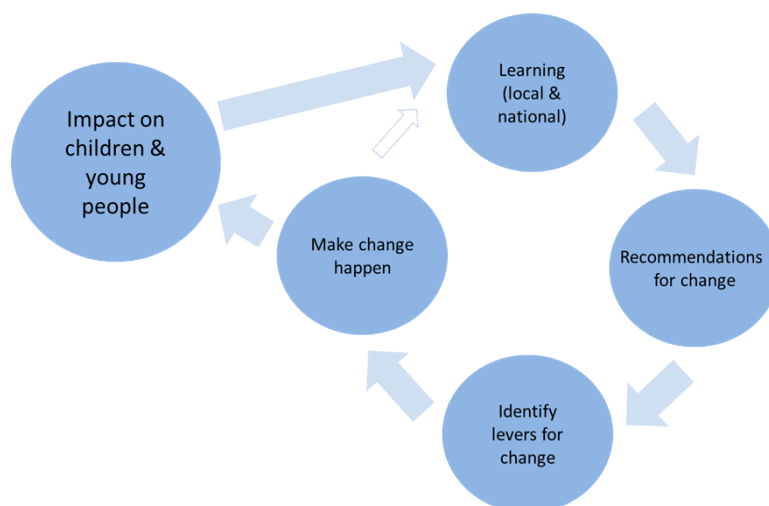 Impact on
children &
young
people
Learning
(local &
national)
Recommendations
for change
Identify
levers for
change
Make change
happen